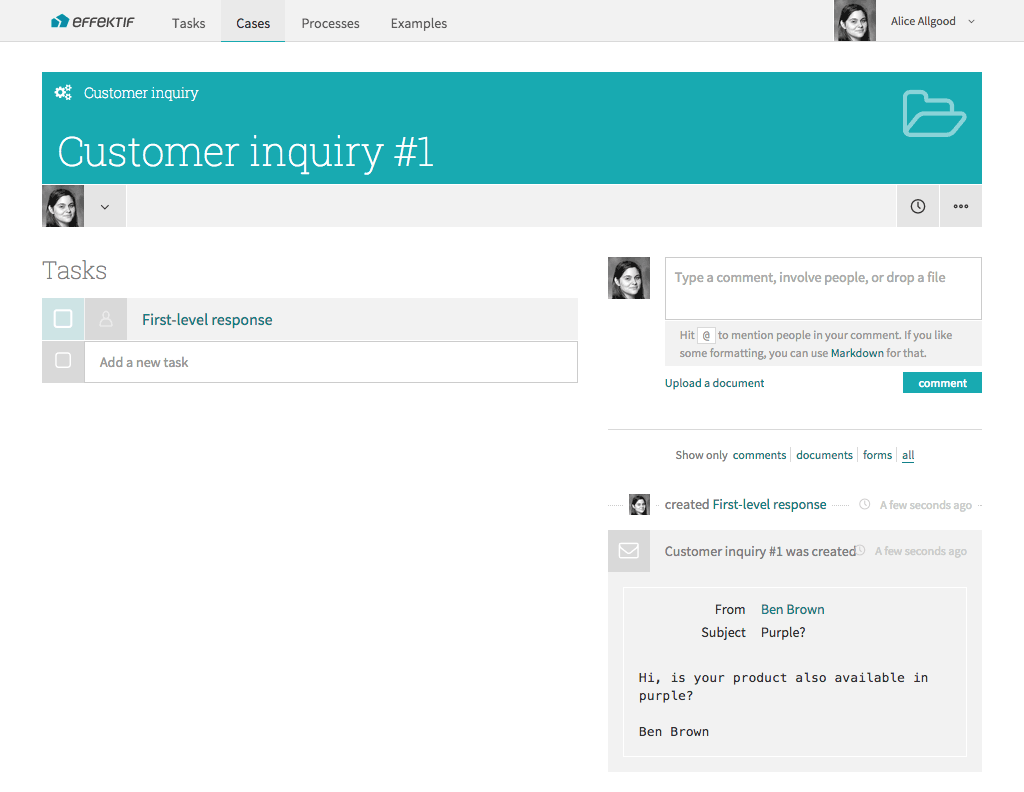 EFFEKTIF
Tasks
Cases
Processes
Examples
Alice Allgood
Customer inquiry
Customer inquiry #1
Tasks
First-level response
Add a new task
Type a comment, involve people, or drop a file
Hit @ to mention people in your comment. If you like
some formatting, you can use Markdown for that.
Upload a document
comment
Show only comments documents forms all
created First-level response A few seconds ago
Customer inquiry #1 was created A few seconds ago
From Ben Brown
Subject Purple?
Hi, is your product also available in
purple?
Ben Brown